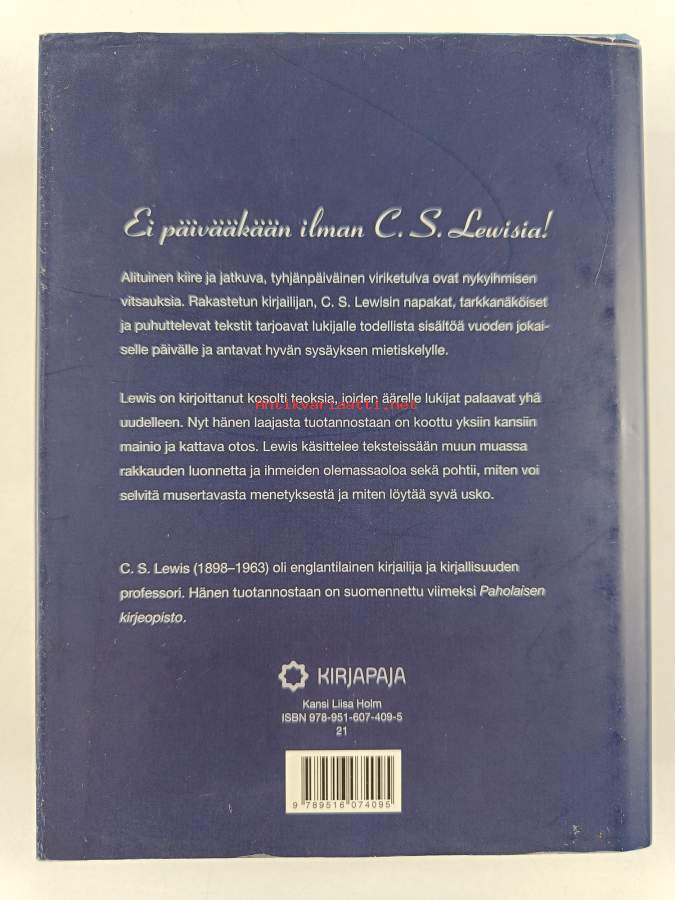 Ei päivääkään ilman C. S. Lewisia!
Alituinen kiire ja jatkuva, tyhjänpäiväinen viriketulva ovat nykyihmisen
vitsauksia. Rakastetun kirjailijan, C. S. Lewisin napakat, tarkkanäköiset
ja puhuttelevat tekstit tarjoavat lukijalle todellista sisältöä vuoden jokai-
selle päivälle ja antavat hyvän sysäyksen mietiskelylle.
Lewis on kirjoittanut kosolti teoksia, joiden äärelle lukijat palaavat yhä
Antikvariaatti.net
uudelleen. Nyt hänen laajasta tuotannostaan on koottu yksiin kansiin
mainio ja kattava otos. Lewis käsittelee teksteissään muun muassa
rakkauden luonnetta ja ihmeiden olemassaoloa sekä pohtii, miten voi
selvitä musertavasta menetyksestä ja miten löytää syvä usko.
C. S. Lewis (1898–1963) oli englantilainen kirjailija ja kirjallisuuden
professori. Hänen tuotannostaan on suomennettu viimeksi Paholaisen
kirjeopisto.
KIRJAPAJA
Kansi Liisa Holm
ISBN 978-951-607-409-5
21
9 789516 074095